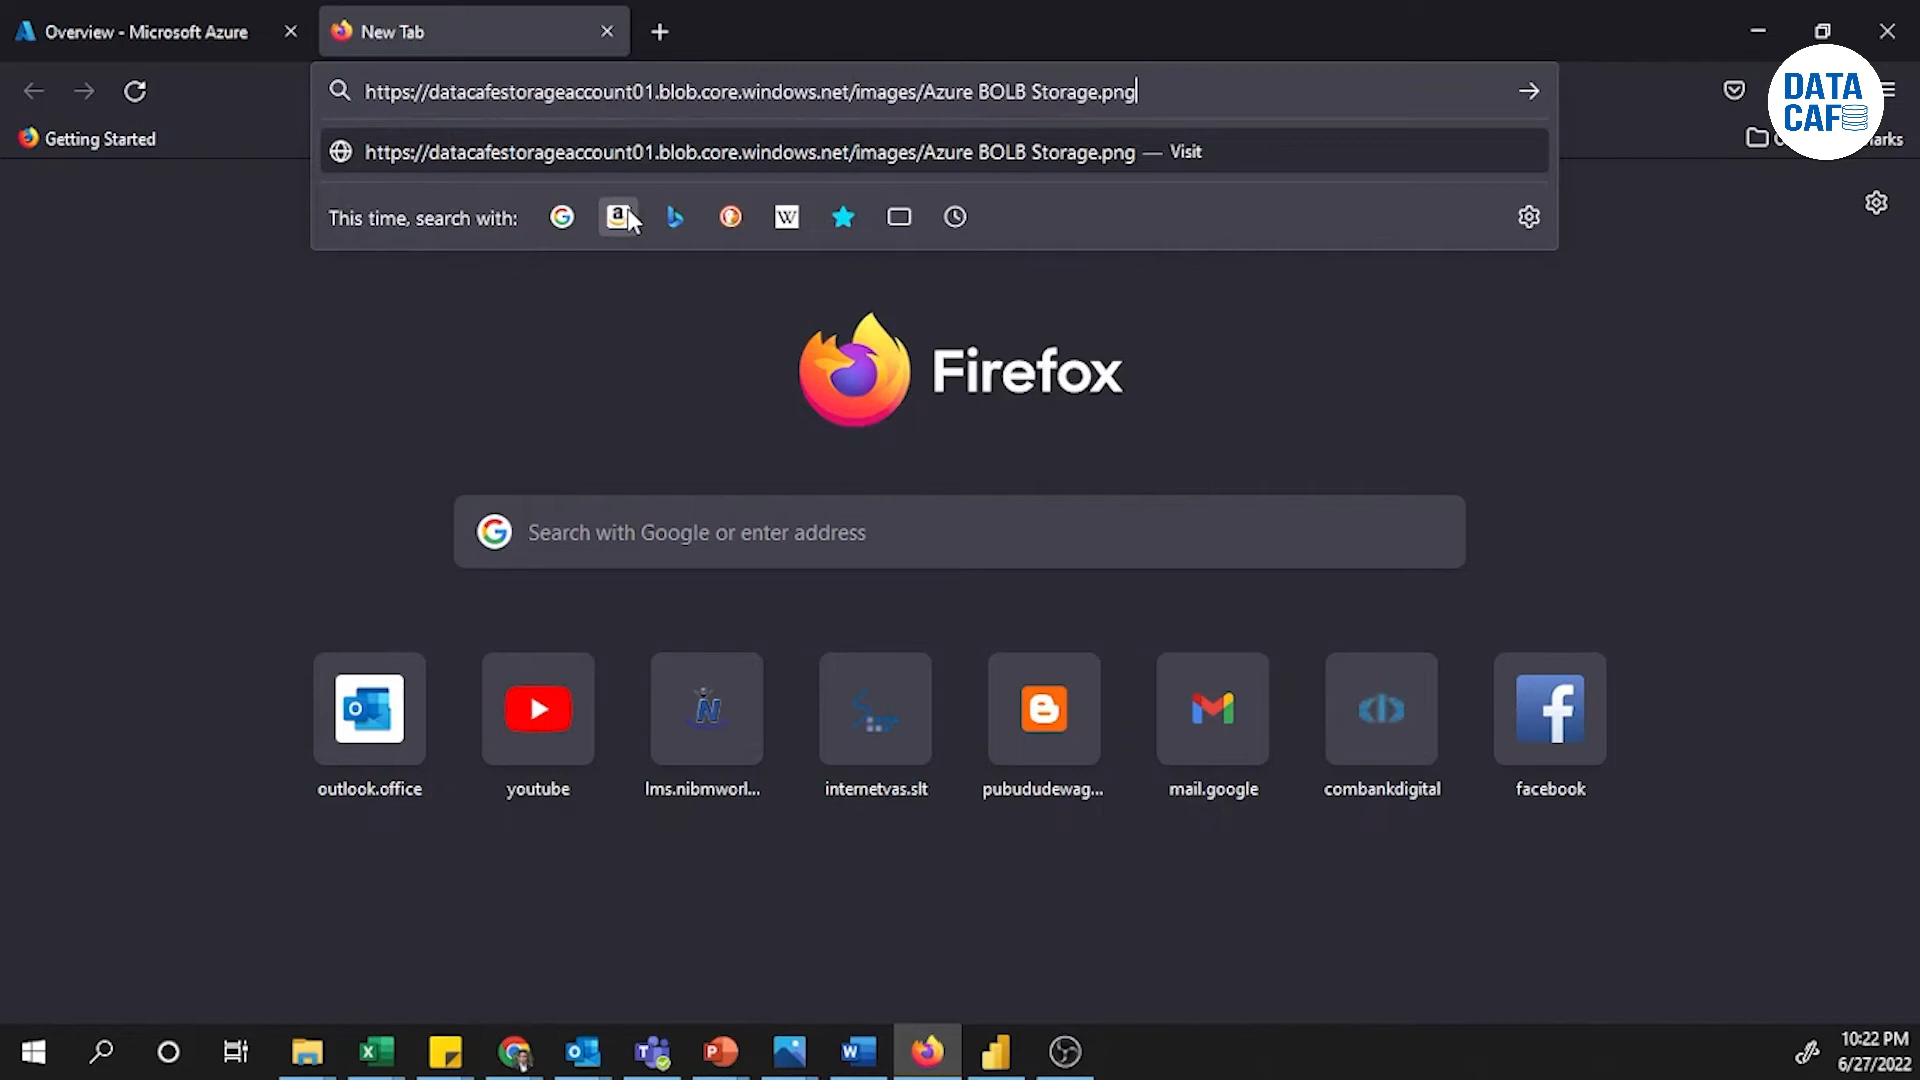 Overview - Microsoft Azure
New Tab
https://datacafestorageaccount01.blob.core.windows.net/images/Azure BOLB Storage.png
DATA
CAFE
Getting Started
https://datacafestorageaccount01.blob.core.windows.net/images/Azure BOLB Storage.png — Visit
This time, search with:
Firefox
Search with Google or enter address
outlook.office
youtube
lms.nibmworl...
internetvas.slt
pubududewag...
mail.google
combankdigital
facebook
10:22 PM
6/27/2022